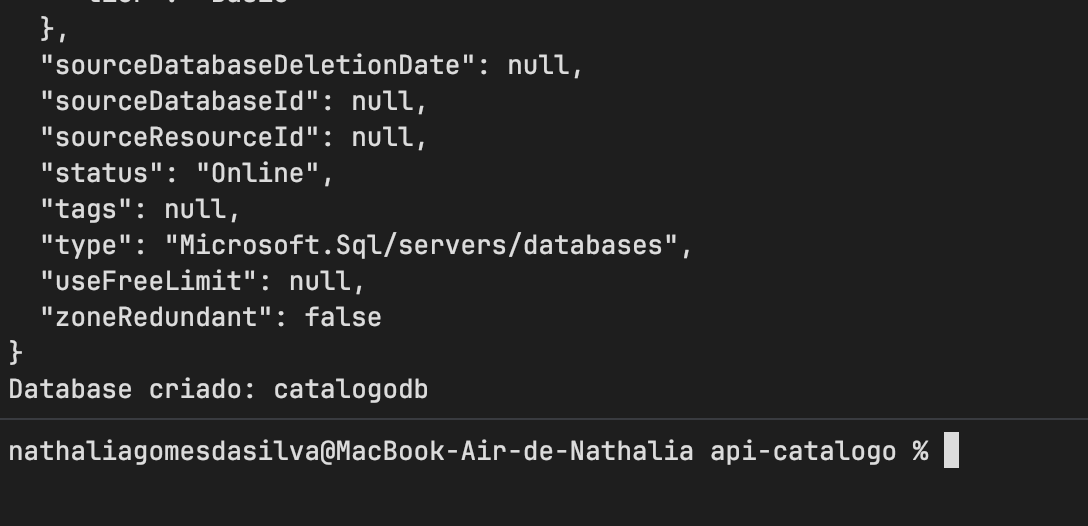 },
"sourceDatabaseDeletionDate": null,
"sourceDatabaseId": null,
"sourceResourceId": null,
"status": "Online",
"tags": null,
"type": "Microsoft.Sql/servers/databases",
"useFreeLimit": null,
"zoneRedundant": false
}
Database criado: catalogodb
nathaliagomesdasilva@MacBook-Air-de-Nathalia api-catalogo %